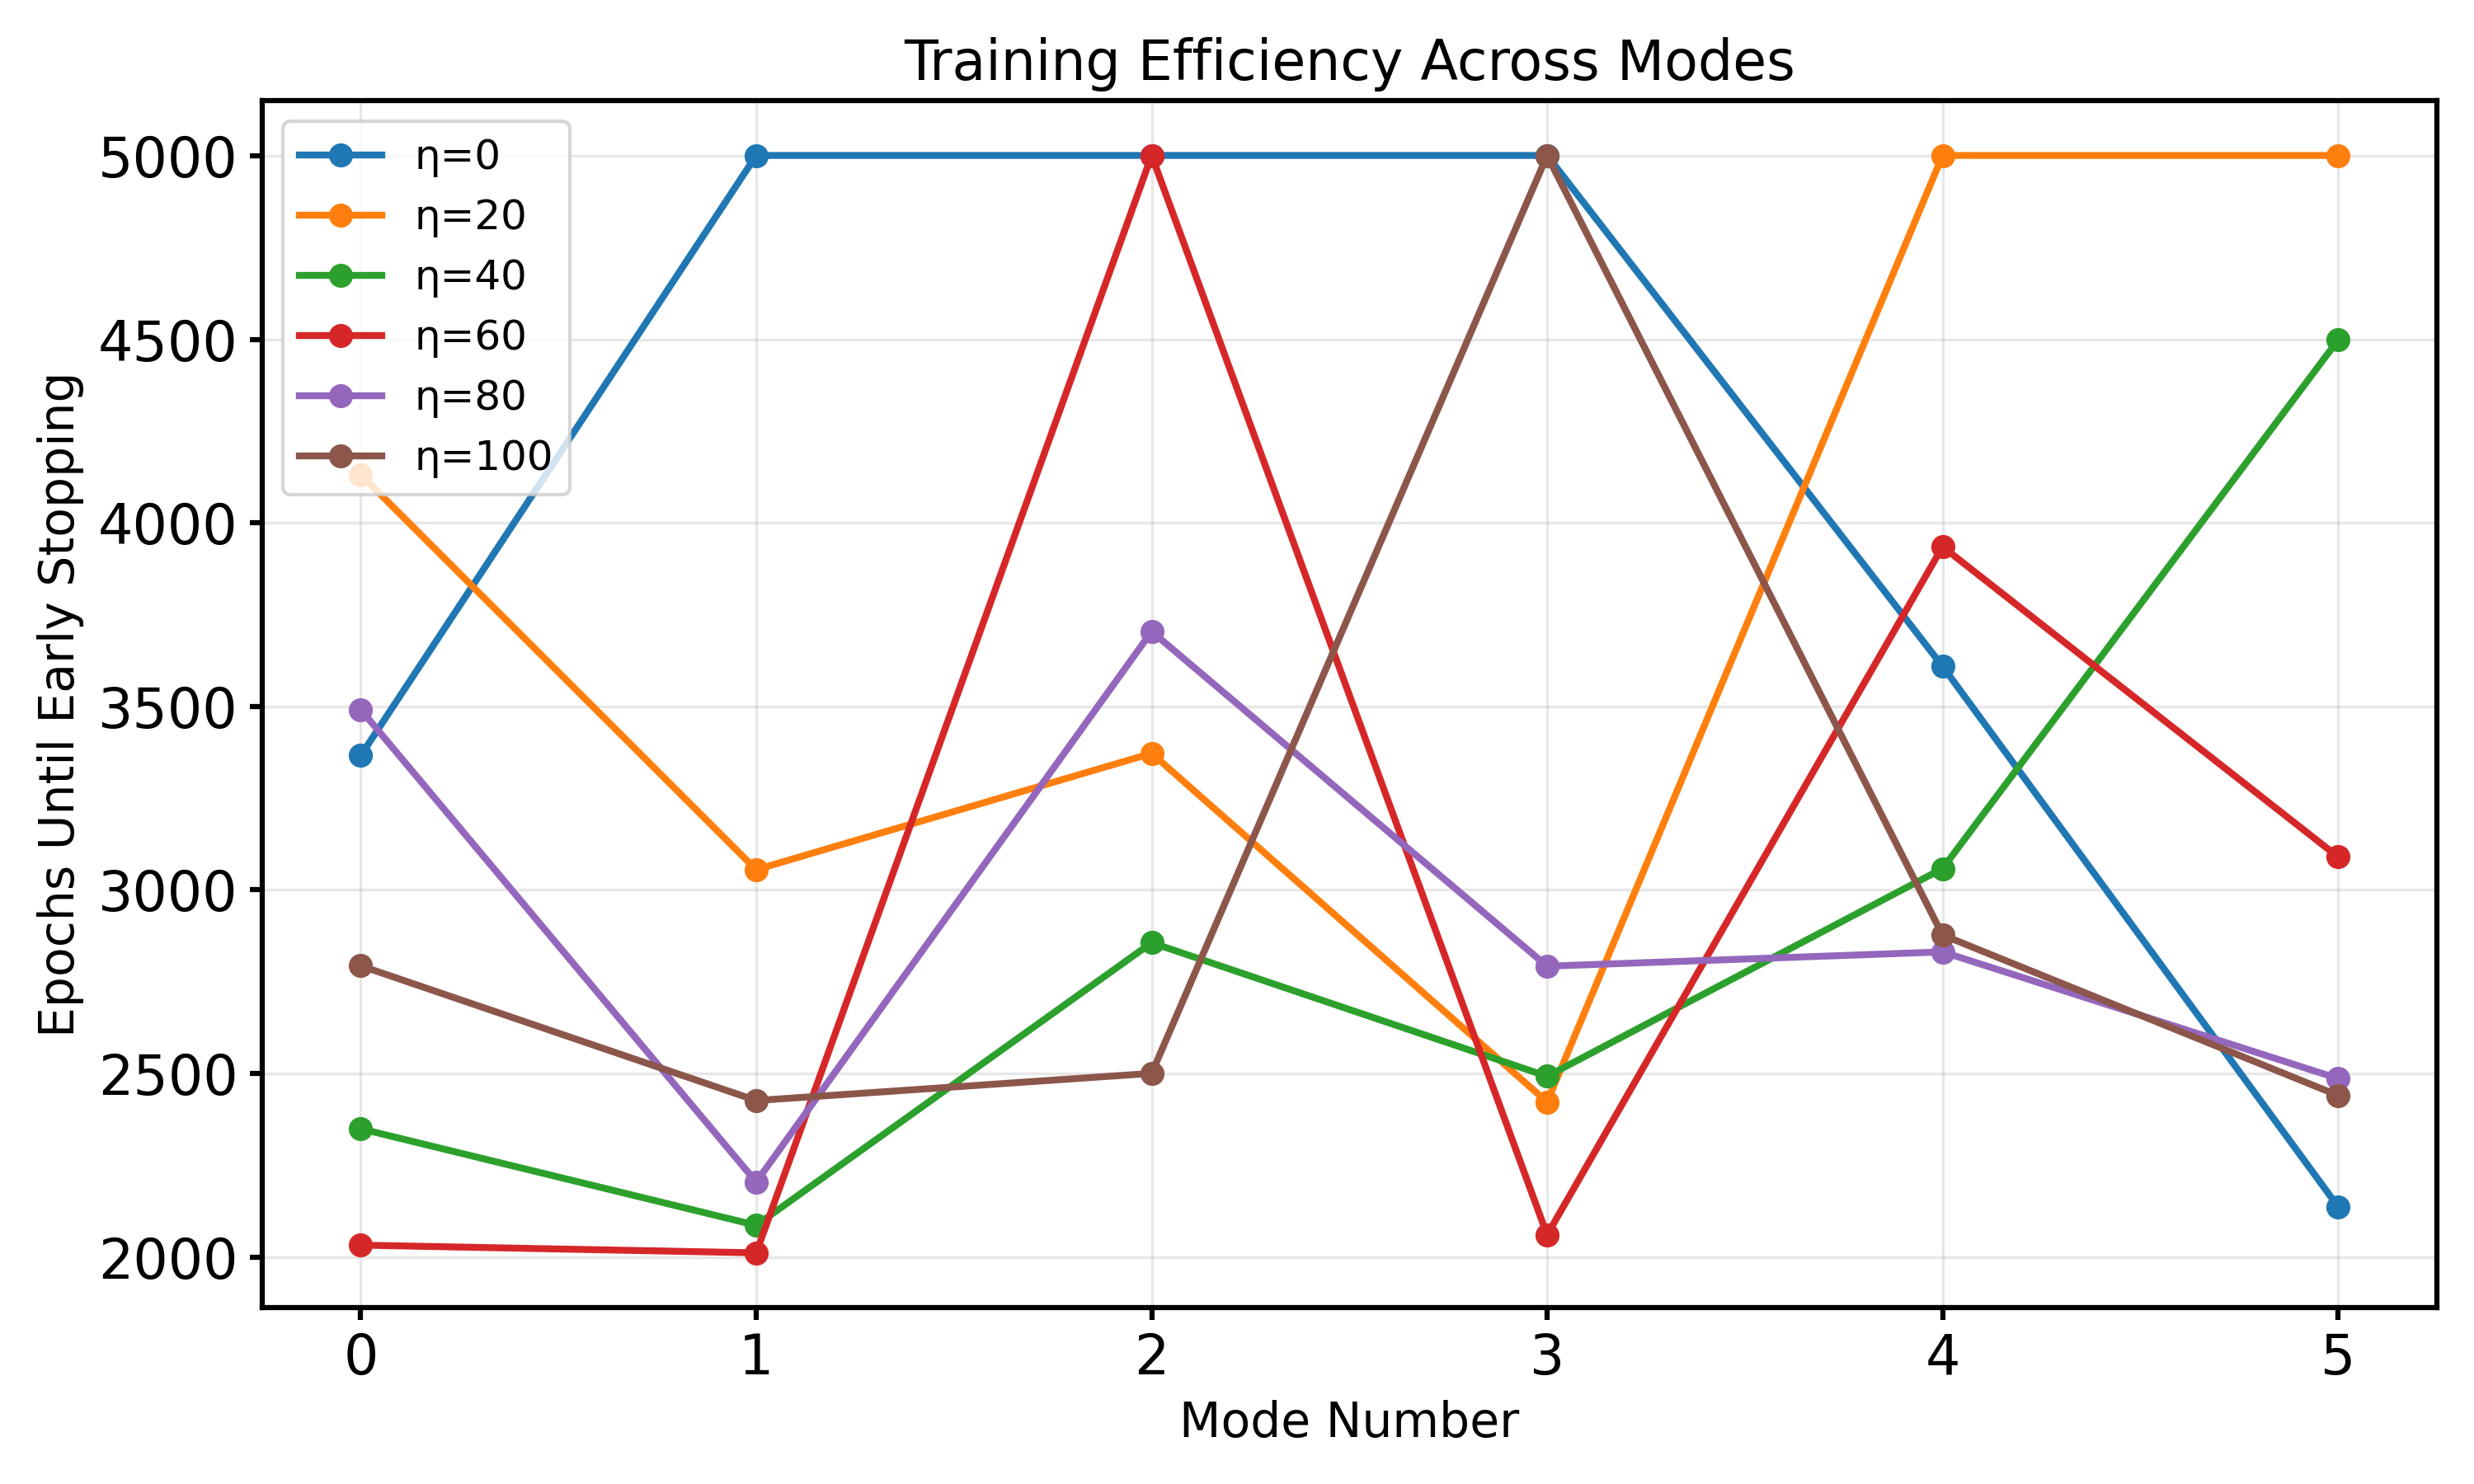 Training Efficiency Across Modes
η=0
η=20
η=40
η=60
η=80
η=100
Epochs Until Early Stopping
5000
4500
4000
3500
3000
2500
2000
0 1 2 3 4 5
Mode Number